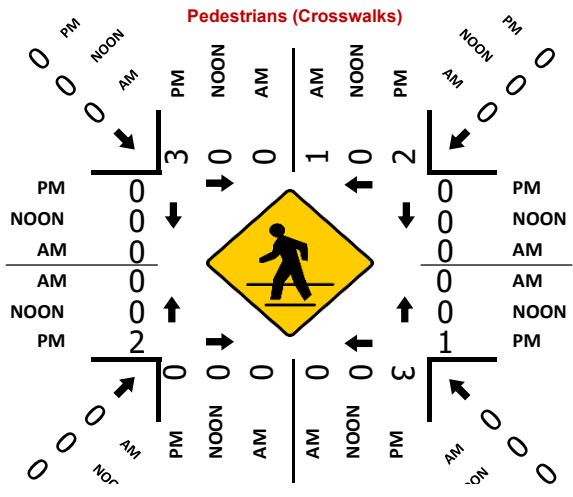 Pedestrians (Crosswalks)
0 PM
0 NOON
0 AM
PM 0
NOON 0
AM 0
PM NOON AM AM NOON PM
3 0 0 1 0 2
PM 0 0 PM
NOON 0 0 NOON
AM 0 0 AM
AM 0 0 AM
NOON 0 0 NOON
PM 2 1 PM
0 0 0 0 0 3
PM NOON AM AM NOON PM
0 AM
0
0
AM 0
0
0